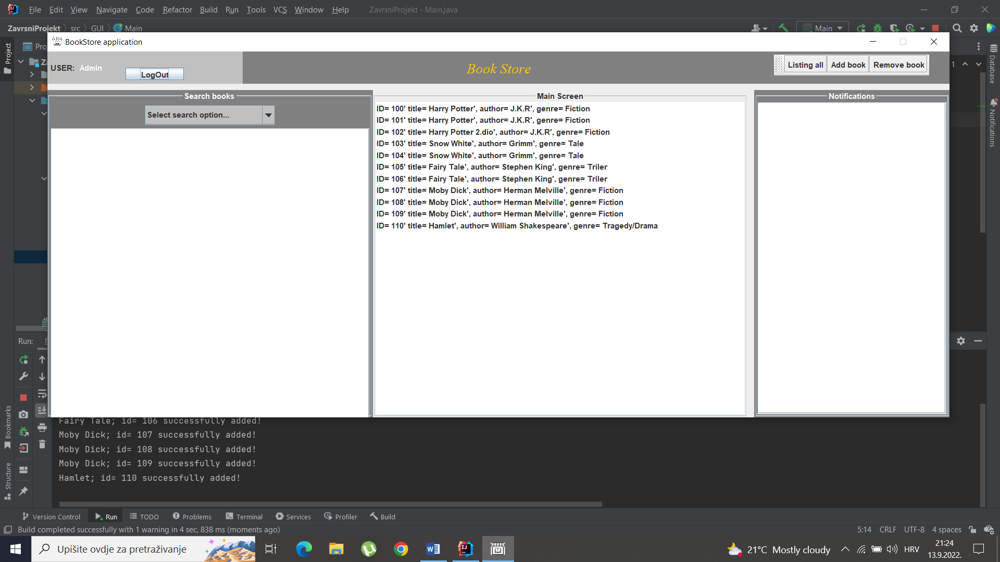 File Edit View Navigate Code Refactor Build Run Tools VCS Window Help ZavrsniProjekt - Main.java
ZavrsniProjekt src GUI Main Main
Project
BookStore application
USER: Admin
LogOut
Book Store
Listing all Add book Remove book
1
Database
Notifications
Search books
Select search option...
Main Screen
ID= 100' title= Harry Potter', author= J.K.R', genre= Fiction
ID= 101' title= Harry Potter', author= J.K.R', genre= Fiction
ID= 102' title= Harry Potter 2.dio', author= J.K.R', genre= Fiction
ID= 103' title= Snow White', author= Grimm', genre= Tale
ID= 104' title= Snow White', author= Grimm', genre= Tale
ID= 105' title= Fairy Tale', author= Stephen King', genre= Triler
ID= 106' title= Fairy Tale', author= Stephen King', genre= Triler
ID= 107' title= Moby Dick', author= Herman Melville', genre= Fiction
ID= 108' title= Moby Dick', author= Herman Melville', genre= Fiction
ID= 109' title= Moby Dick', author= Herman Melville', genre= Fiction
ID= 110' title= Hamlet', author= William Shakespeare', genre= Tragedy/Drama
Notifications
Run:
Fairy Tale; id= 106 successfully added!
Moby Dick; id= 107 successfully added!
Moby Dick; id= 108 successfully added!
Moby Dick; id= 109 successfully added!
Hamlet; id= 110 successfully added!
Bookmarks
Structure
Version Control Run TODO Problems Terminal Services Profiler Build
Build completed successfully with 1 warning in 4 sec, 838 ms (moments ago)
5:14 CRLF UTF-8 4 spaces
Upišite ovdje za pretraživanje
21°C Mostly cloudy
HRV
21:24
13.9.2022.